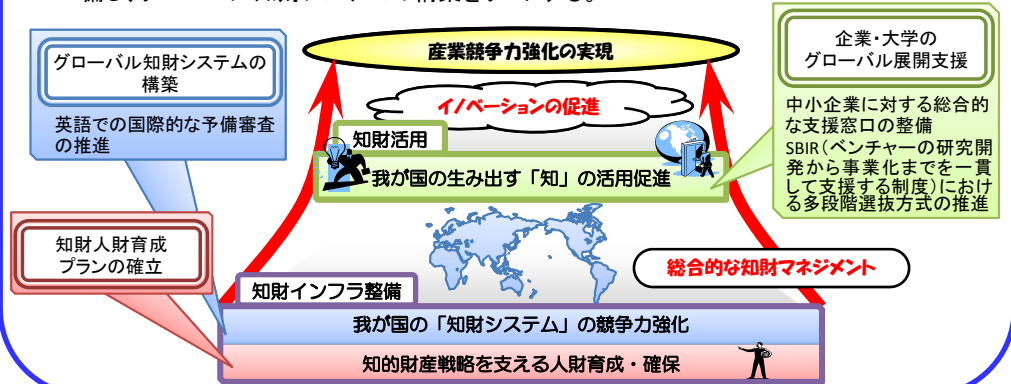 産業競争力強化の実現
グローバル知財システムの
構築
英語での国際的な予備審査
の推進
企業・大学の
グローバル展開支援
中小企業に対する総合的
な支援窓口の整備
SBIR（ベンチャーの研究開
発から事業化までを一貫
して支援する制度）におけ
る多段階選抜方式の推進
イノベーションの促進
知財活用
我が国の生み出す「知」の活用促進
知財人財育成
プランの確立
総合的な知財マネジメント
知財インフラ整備
我が国の「知財システム」の競争力強化
知的財産戦略を支える人財育成・確保